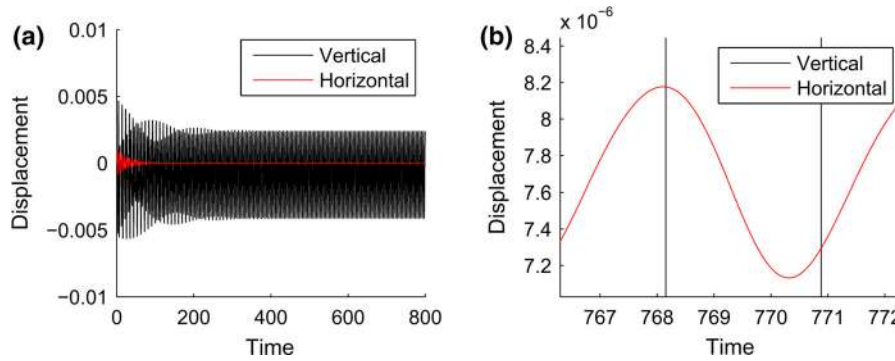 (a)
0.01
0.005
0
−0.005
−0.01
Displacement
0 200 400 600 800
Time
Vertical
Horizontal
(b)
x 10⁻⁶
8.4
8.2
8
7.8
7.6
7.4
7.2
Displacement
767 768 769 770 771 772
Time
Vertical
Horizontal